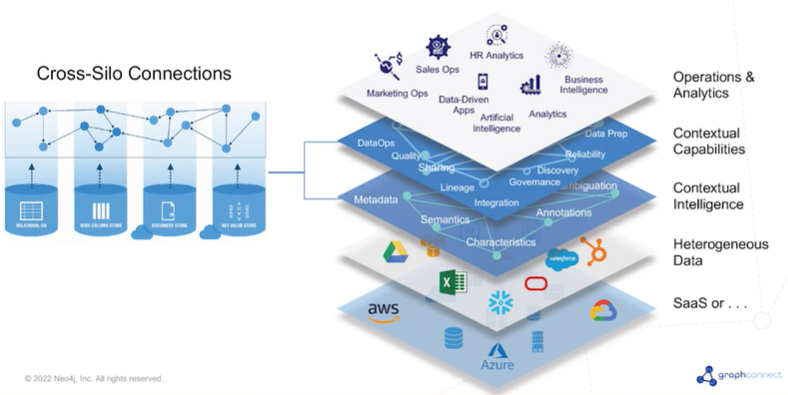 Cross-Silo Connections
RELATIONAL DB
WIDE COLUMN STORE
DOCUMENT STORE
KEY VALUE STORE
Marketing Ops
Sales Ops
HR Analytics
Business
Intelligence
Data-Driven
Apps
Analytics
Artificial
Intelligence
Operations &
Analytics
DataOps
Quality
Sharing
Lineage
Integration
Governance
Discovery
Reliability
Data Prep
Contextual
Capabilities
Metadata
Semantics
Characteristics
Annotations
Contextual
Intelligence
salesforce
Heterogeneous
Data
aws
Azure
SaaS or . . .
© 2022 Neo4j, Inc. All rights reserved.
graphconnect